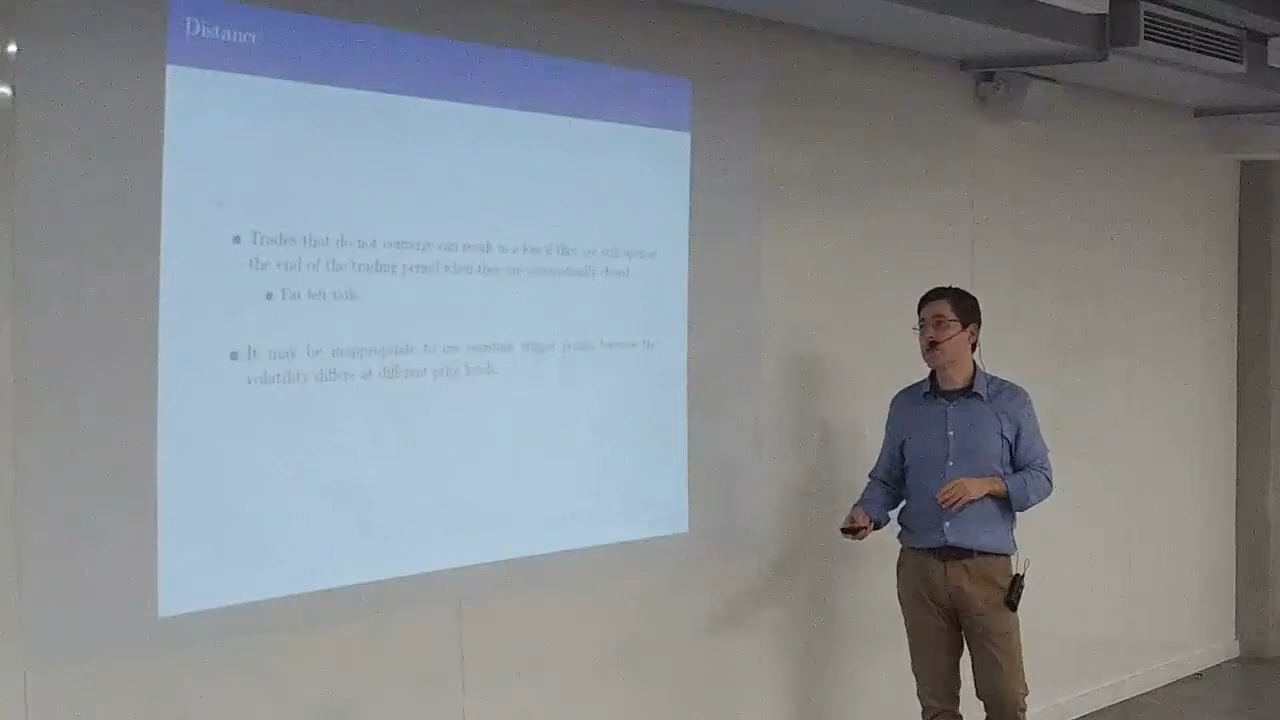 Distance
Trades that do not converge can result in a loss if they are still open at
the end of the trading period when they are automatically closed
Fat left tails
It may be inappropriate to use constant trigger points because the
volatility differs at different price levels.